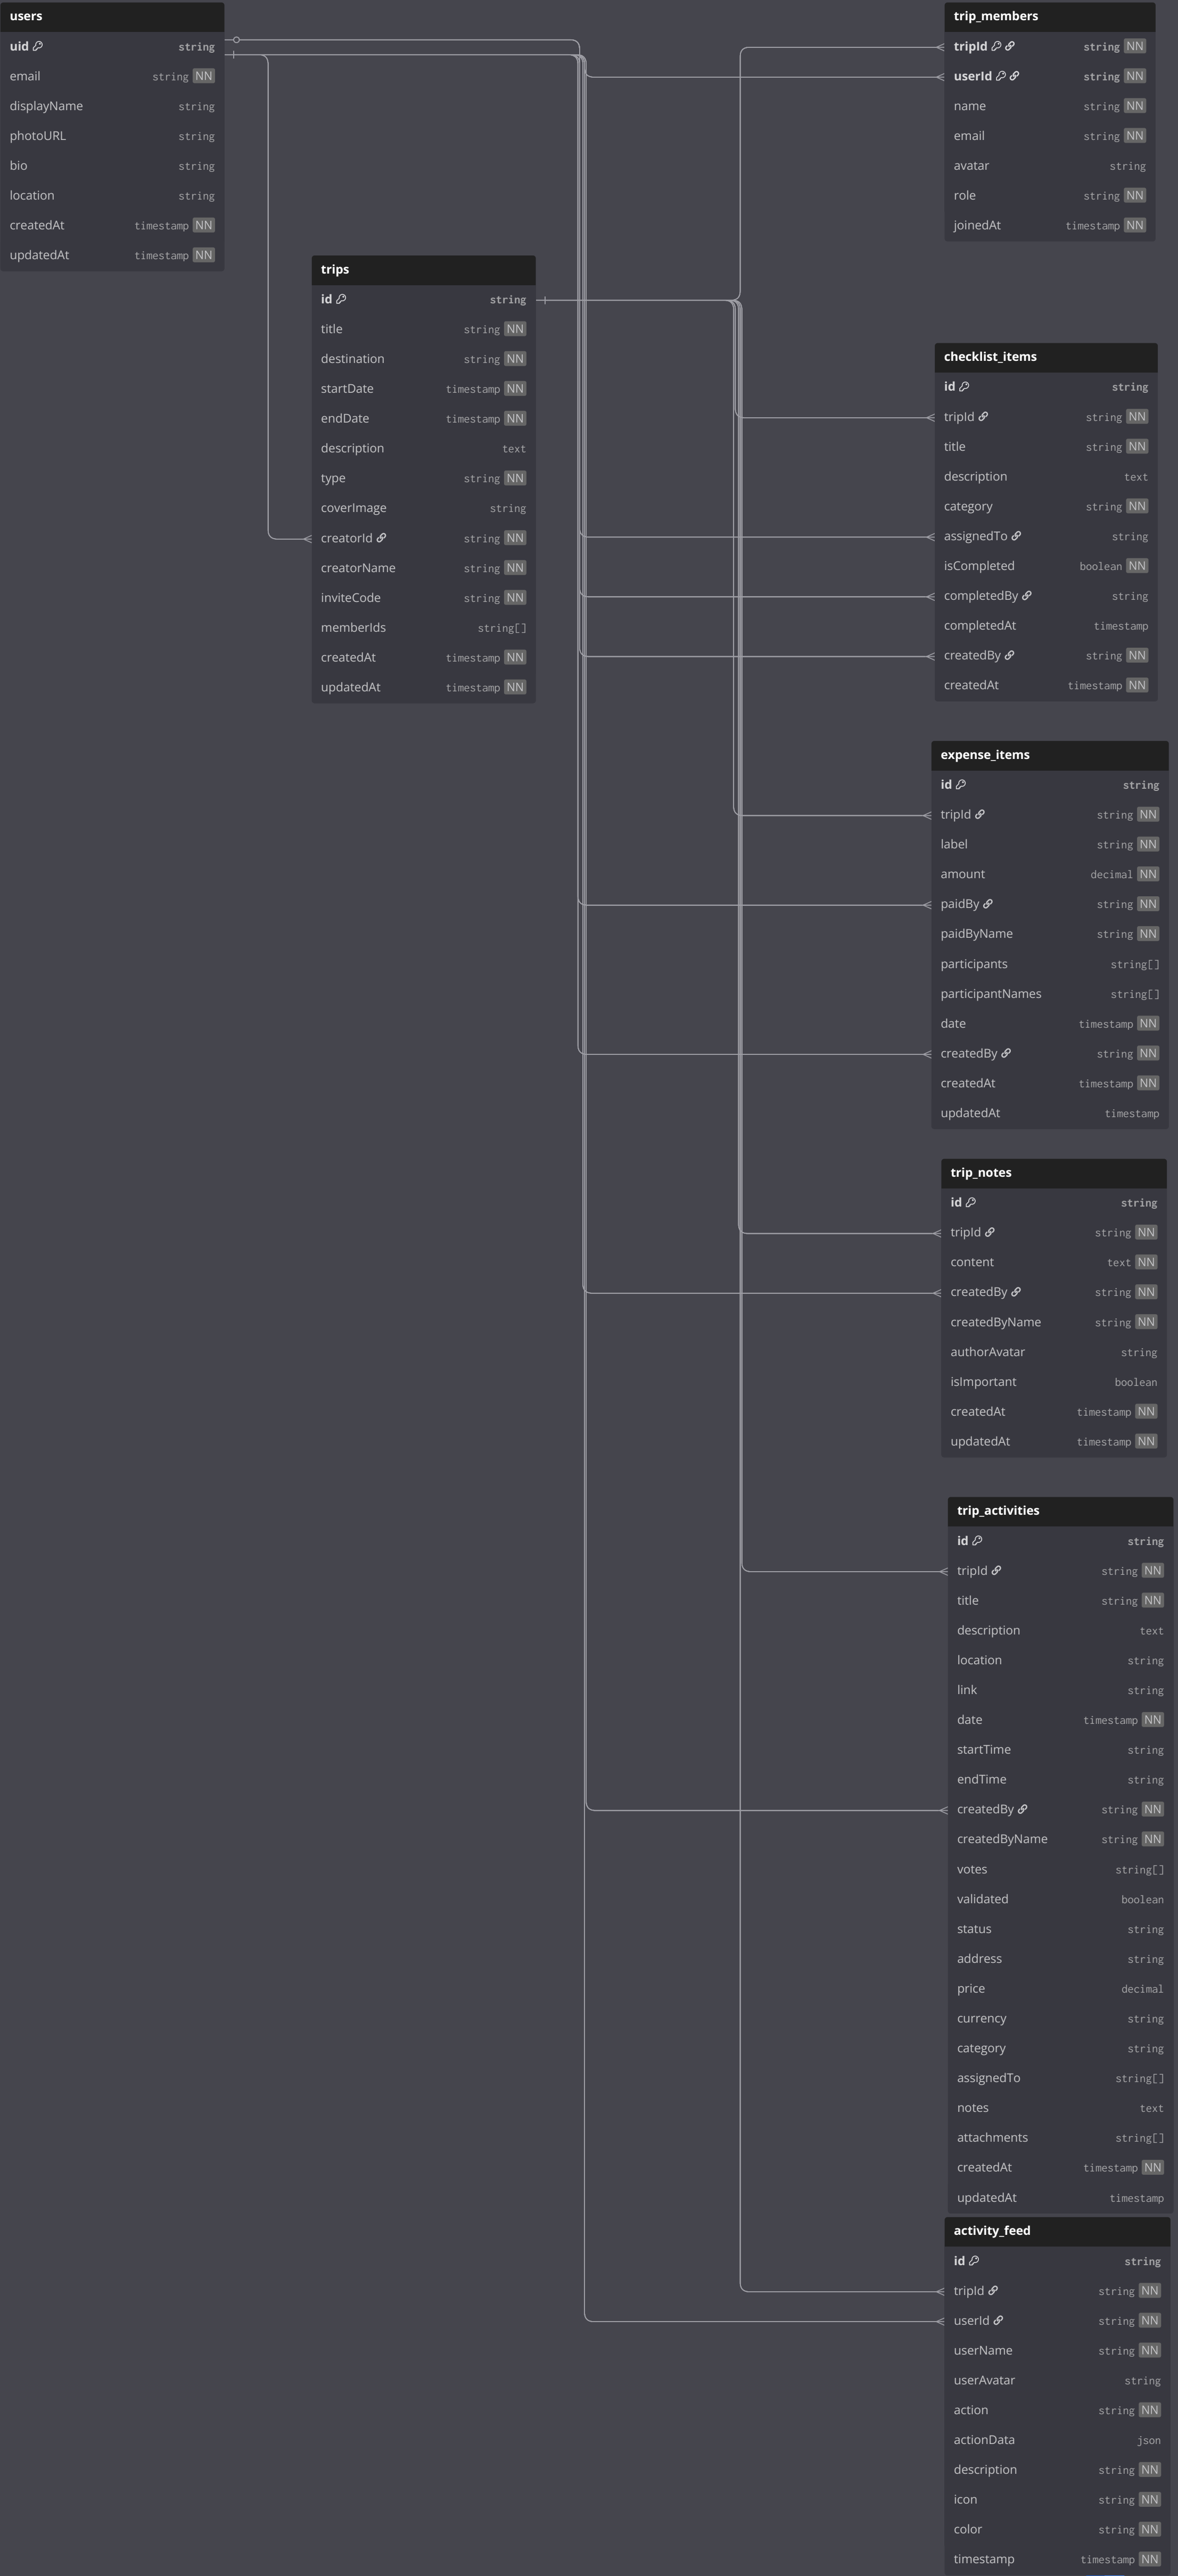 users
uid string
email string NN
displayName string
photoURL string
bio string
location string
createdAt timestamp NN
updatedAt timestamp NN
trips
id string
title string NN
destination string NN
startDate timestamp NN
endDate timestamp NN
description text
type string NN
coverImage string
creatorId string NN
creatorName string NN
inviteCode string NN
memberIds string[]
createdAt timestamp NN
updatedAt timestamp NN
trip_members
tripId string NN
userId string NN
name string NN
email string NN
avatar string
role string NN
joinedAt timestamp NN
checklist_items
id string
tripId string NN
title string NN
description text
category string NN
assignedTo string
isCompleted boolean NN
completedBy string
completedAt timestamp
createdBy string NN
createdAt timestamp NN
expense_items
id string
tripId string NN
label string NN
amount decimal NN
paidBy string NN
paidByName string NN
participants string[]
participantNames string[]
date timestamp NN
createdBy string NN
createdAt timestamp NN
updatedAt timestamp
trip_notes
id string
tripId string NN
content text NN
createdBy string NN
createdByName string NN
authorAvatar string
isImportant boolean
createdAt timestamp NN
updatedAt timestamp NN
trip_activities
id string
tripId string NN
title string NN
description text
location string
link string
date timestamp NN
startTime string
endTime string
createdBy string NN
createdByName string NN
votes string[]
validated boolean
status string
address string
price decimal
currency string
category string
assignedTo string[]
notes text
attachments string[]
createdAt timestamp NN
updatedAt timestamp
activity_feed
id string
tripId string NN
userId string NN
userName string NN
userAvatar string
action string NN
actionData json
description string NN
icon string NN
color string NN
timestamp timestamp NN